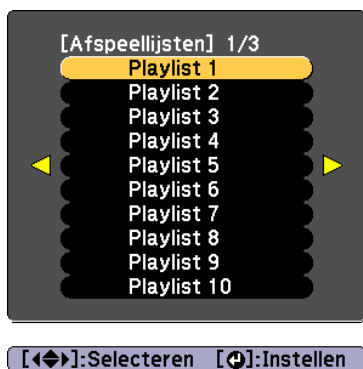 [Afspeellijsten] 1/3
Playlist 1
Playlist 2
Playlist 3
Playlist 4
Playlist 5
Playlist 6
Playlist 7
Playlist 8
Playlist 9
Playlist 10
[]:Selecteren []:Instellen